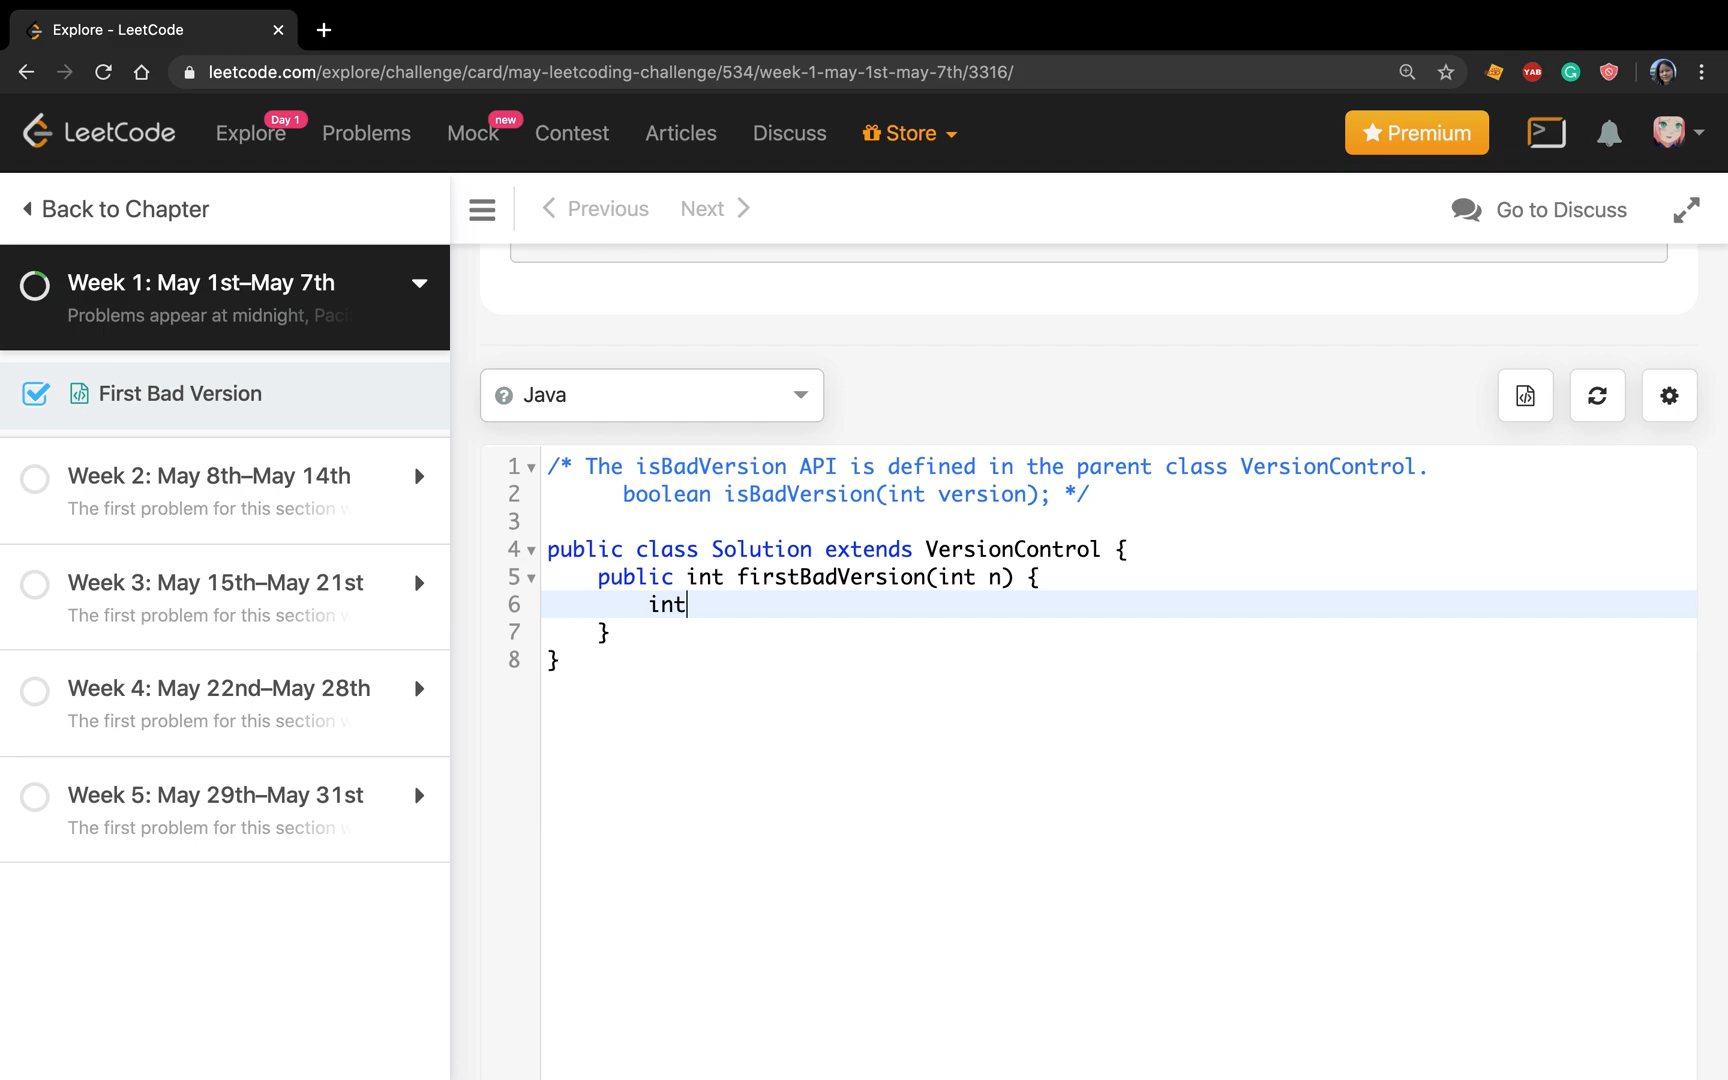 Explore - LeetCode
leetcode.com/explore/challenge/card/may-leetcoding-challenge/534/week-1-may-1st-may-7th/3316/
YAB
LeetCode
Explore
Day 1
Problems
Mock
new
Contest
Articles
Discuss
Store
Premium
Back to Chapter
Previous
Next
Go to Discuss
Week 1: May 1st–May 7th
Problems appear at midnight, Paci
First Bad Version
Week 2: May 8th–May 14th
The first problem for this section w
Week 3: May 15th–May 21st
The first problem for this section w
Week 4: May 22nd–May 28th
The first problem for this section w
Week 5: May 29th–May 31st
The first problem for this section w
Java
1 /* The isBadVersion API is defined in the parent class VersionControl.
2 boolean isBadVersion(int version); */
3
4 public class Solution extends VersionControl {
5 public int firstBadVersion(int n) {
6 int
7 }
8 }